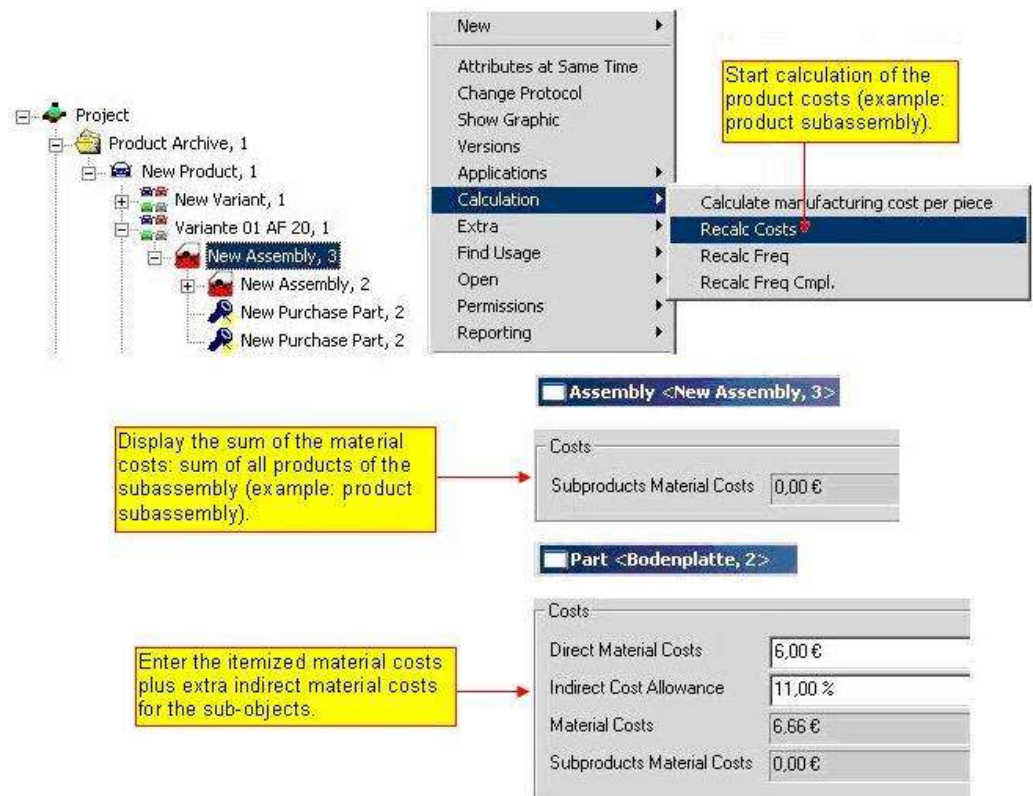 New
Attributes at Same Time
Change Protocol
Show Graphic
Versions
Applications
Calculation
Extra
Find Usage
Open
Permissions
Reporting
Start calculation of the
product costs (example:
product subassembly).
Project
Product Archive, 1
New Product, 1
New Variant, 1
Variante 01 AF 20, 1
New Assembly, 3
New Assembly, 2
New Purchase Part, 2
New Purchase Part, 2
Calculate manufacturing cost per piece
Recalc Costs
Recalc Freq
Recalc Freq Cmpl.
Assembly <New Assembly, 3>
Display the sum of the material
costs: sum of all products of the
subassembly (example: product
subassembly).
Costs
Subproducts Material Costs 0,00 €
Part <Bodenplatte, 2>
Enter the itemized material costs
plus extra indirect material costs
for the sub-objects.
Costs
Direct Material Costs 6,00 €
Indirect Cost Allowance 11,00 %
Material Costs 6,66 €
Subproducts Material Costs 0,00 €